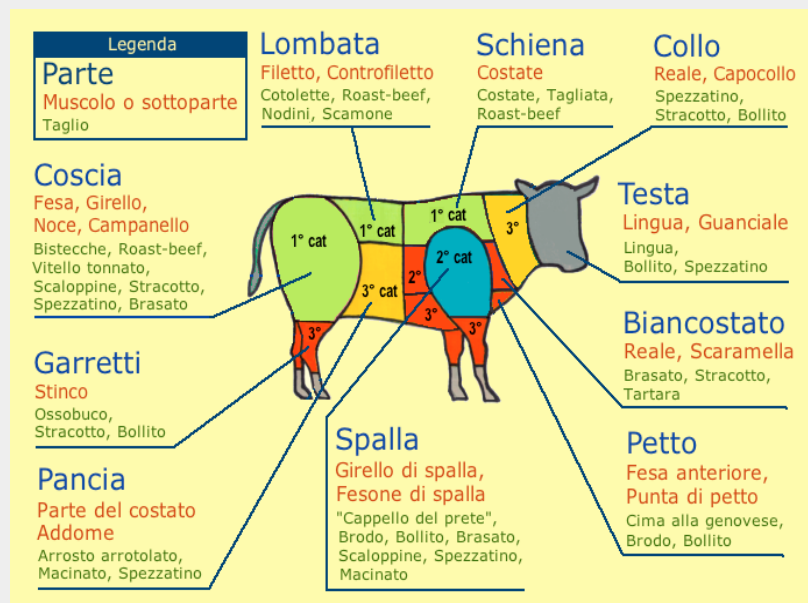 Legenda
Parte
Muscolo o sottoparte
Taglio
Lombata
Filetto, Controfiletto
Cotolette, Roast-beef,
Nodini, Scamone
Schiena
Costate
Costate, Tagliata,
Roast-beef
Collo
Reale, Capocollo
Spezzatino,
Stracotto, Bollito
Coscia
Fesa, Girello,
Noce, Campanello
Bistecche, Roast-beef,
Vitello tonnato,
Scaloppine, Stracotto,
Spezzatino, Brasato
Testa
Lingua, Guanciale
Lingua,
Bollito, Spezzatino
1° cat
1° cat
1° cat
3°
2° cat
2°
3° cat
3°
3°
3°
Biancostato
Reale, Scaramella
Brasato, Stracotto,
Tartara
Garretti
Stinco
Ossobuco,
Stracotto, Bollito
Spalla
Girello di spalla,
Fesone di spalla
"Cappello del prete",
Brodo, Bollito, Brasato,
Scaloppine, Spezzatino,
Macinato
Petto
Fesa anteriore,
Punta di petto
Cima alla genovese,
Brodo, Bollito
Pancia
Parte del costato
Addome
Arrosto arrotolato,
Macinato, Spezzatino